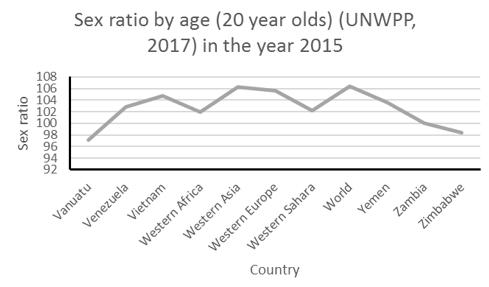 Sex ratio by age (20 year olds) (UNWPP,
2017) in the year 2015
Sex ratio
108
106
104
102
100
98
96
94
92
Vanuatu
Venezuela
Vietnam
Western Africa
Western Asia
Western Europe
Western Sahara
World
Yemen
Zambia
Zimbabwe
Country